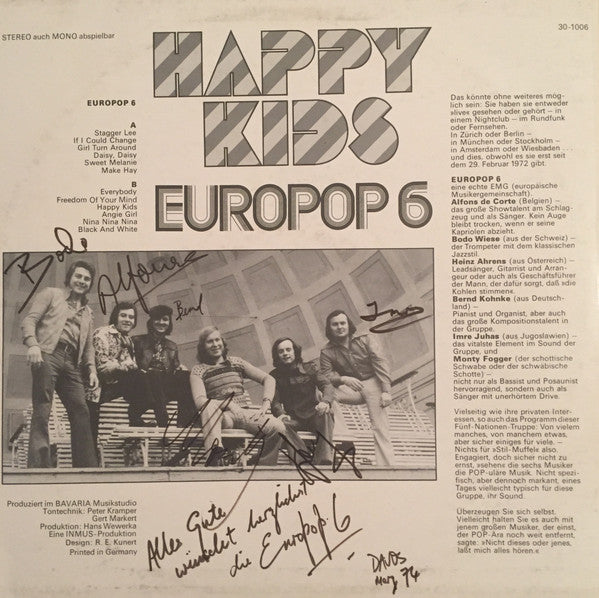 STEREO auch MONO abspielbar
30-1006
HAPPY
KIDS
EUROPOP 6
EUROPOP 6
A
Stagger Lee
If I Could Change
Girl Turn Around
Daisy, Daisy
Sweet Melanie
Make Hay
B
Everybody
Freedom Of Your Mind
Happy Kids
Angie Girl
Nina Nina Nina
Black And White
Das könnte ohne weiteres mög-
lich sein: Sie haben sie entweder
»live« gesehen oder gehört – in
einem Nightclub – im Rundfunk
oder Fernsehen.
In Zürich oder Berlin –
in München oder Stockholm –
in Amsterdam oder Wiesbaden . . .
und dies, obwohl es sie erst seit
dem 29. Februar 1972 gibt.
EUROPOP 6
eine echte EMG (europäische
Musikergemeinschaft).
Alfons de Corte (Belgien) –
das große Showtalent am Schlag-
zeug und als Sänger. Kein Auge
bleibt trocken, wenn er seine
Kapriolen abzieht.
Bodo Wiese (aus der Schweiz) –
der Trompeter mit dem klassischen
Jazzstil.
Heinz Ahrens (aus Österreich) –
Leadsänger, Gitarrist und Arran-
geur oder auch als Geschäftsführer
der Mann, der dafür sorgt, daß »die
Kohlen stimmen«.
Bernd Kohnke (aus Deutsch-
land) –
Pianist und Organist, aber auch
das große Kompositionstalent in
der Gruppe.
Imre Juhas (aus Jugoslawien) –
das vitalste Element im Sound der
Gruppe, und
Monty Fogger (der schottische
Schwabe oder der schwäbische
Schotte) –
nicht nur als Bassist und Posaunist
hervorragend, sondern auch als
Sänger mit unerhörtem Drive.
Vielseitig wie ihre privaten Inter-
essen, so auch das Programm dieser
Fünf-Nationen-Truppe: Von vielem
manches, von manchem etwas,
aber sicher einiges für viele. –
Nichts für »Stil-Muffel« also.
Engagiert, doch sicher nicht zu
ernst, »sehen« die sechs Musiker
die POP-uläre Musik. Nicht spezi-
fisch, aber dennoch markant, eines
Tages vielleicht typisch für diese
Gruppe, ihr Sound.
Überzeugen Sie sich selbst.
Vielleicht halten Sie es auch mit
jenem großen Musiker, der einst,
der POP-Ära noch weit entfernt,
sagte: »Nicht dieses oder jenes,
laßt mich alles hören.«
Bodo
Alfons
Bernd
Imre
Produziert im BAVARIA Musikstudio
Tontechnik: Peter Kramper
Gert Markert
Produktion: Hans Wewerka
Eine INMUS-Produktion
Design: R. E. Kunert
Printed in Germany
Alles Gute
wünschst herzlichst
die Europop-6
DAVOS
März 74